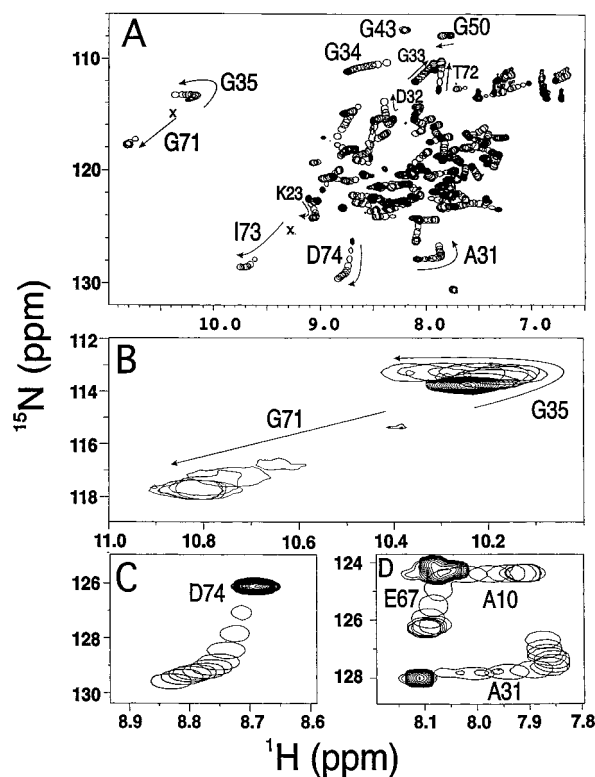 A
G43
G50
G34
G33
T72
G35
D32
x
G71
K23
I73
x
D74
A31
110
120
130
10.0
9.0
8.0
7.0
15N (ppm)
B
G71
G35
112
114
116
118
11.0
10.8
10.6
10.4
10.2
C
D74
126
128
130
8.9
8.8
8.7
8.6
D
E67
A10
A31
124
126
128
8.1
8.0
7.9
7.8
1H (ppm)